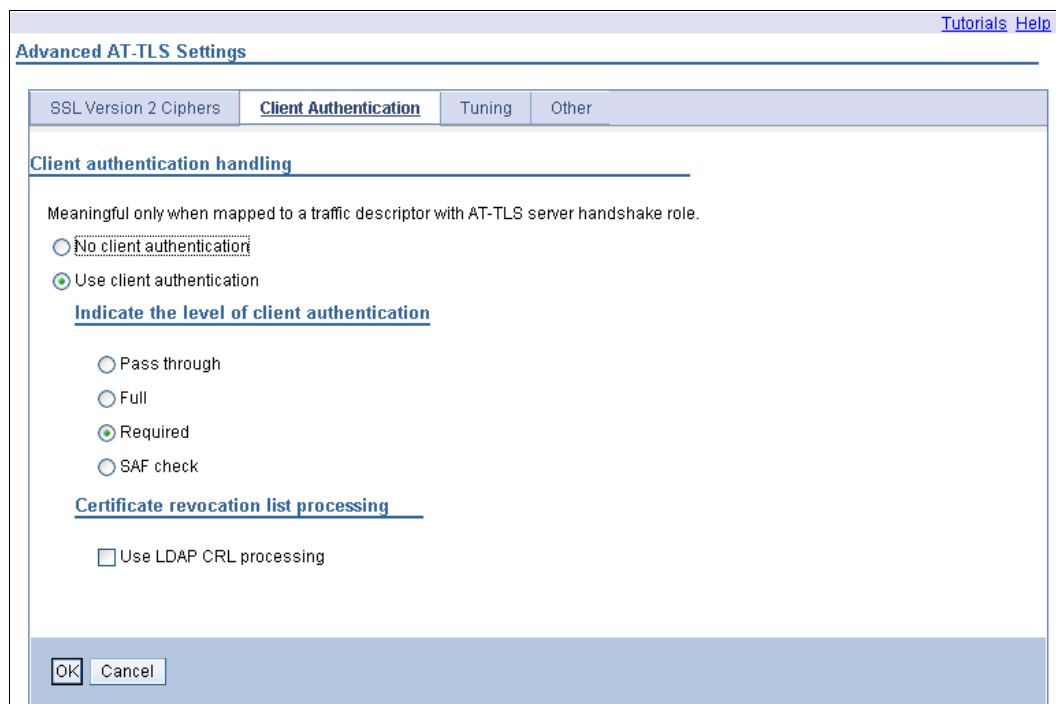 Tutorials Help
Advanced AT-TLS Settings
SSL Version 2 Ciphers Client Authentication Tuning Other
Client authentication handling
Meaningful only when mapped to a traffic descriptor with AT-TLS server handshake role.
No client authentication
Use client authentication
Indicate the level of client authentication
Pass through
Full
Required
SAF check
Certificate revocation list processing
Use LDAP CRL processing
OK Cancel